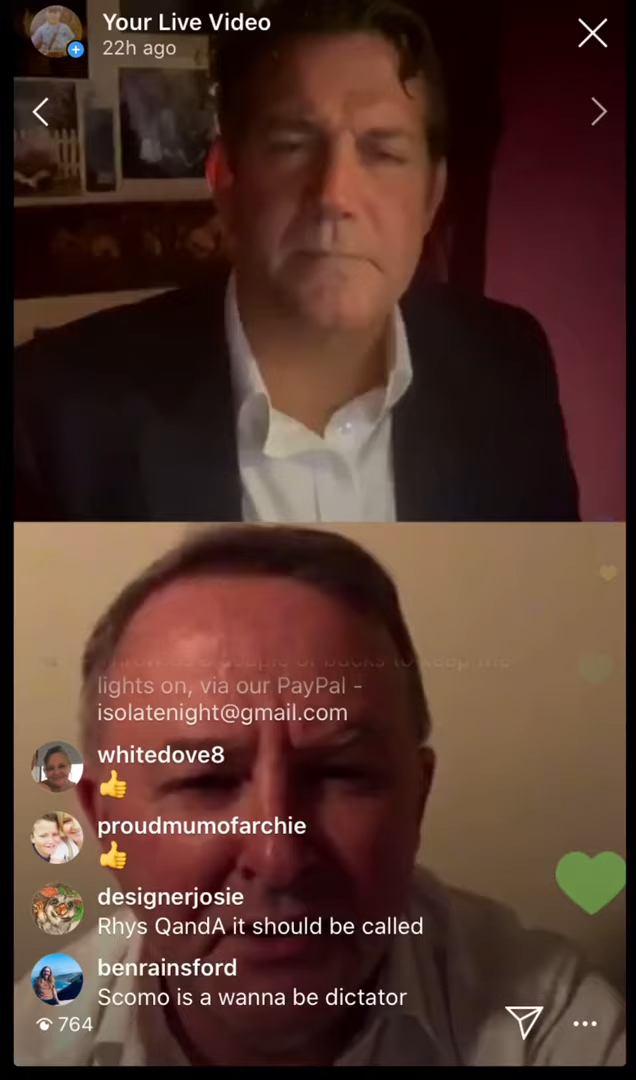 Your Live Video
22h ago
lights on, via our PayPal -
isolatenight@gmail.com
whitedove8
👍
proudmumofarchie
👍
designerjosie
Rhys QandA it should be called
benrainsford
Scomo is a wanna be dictator
764